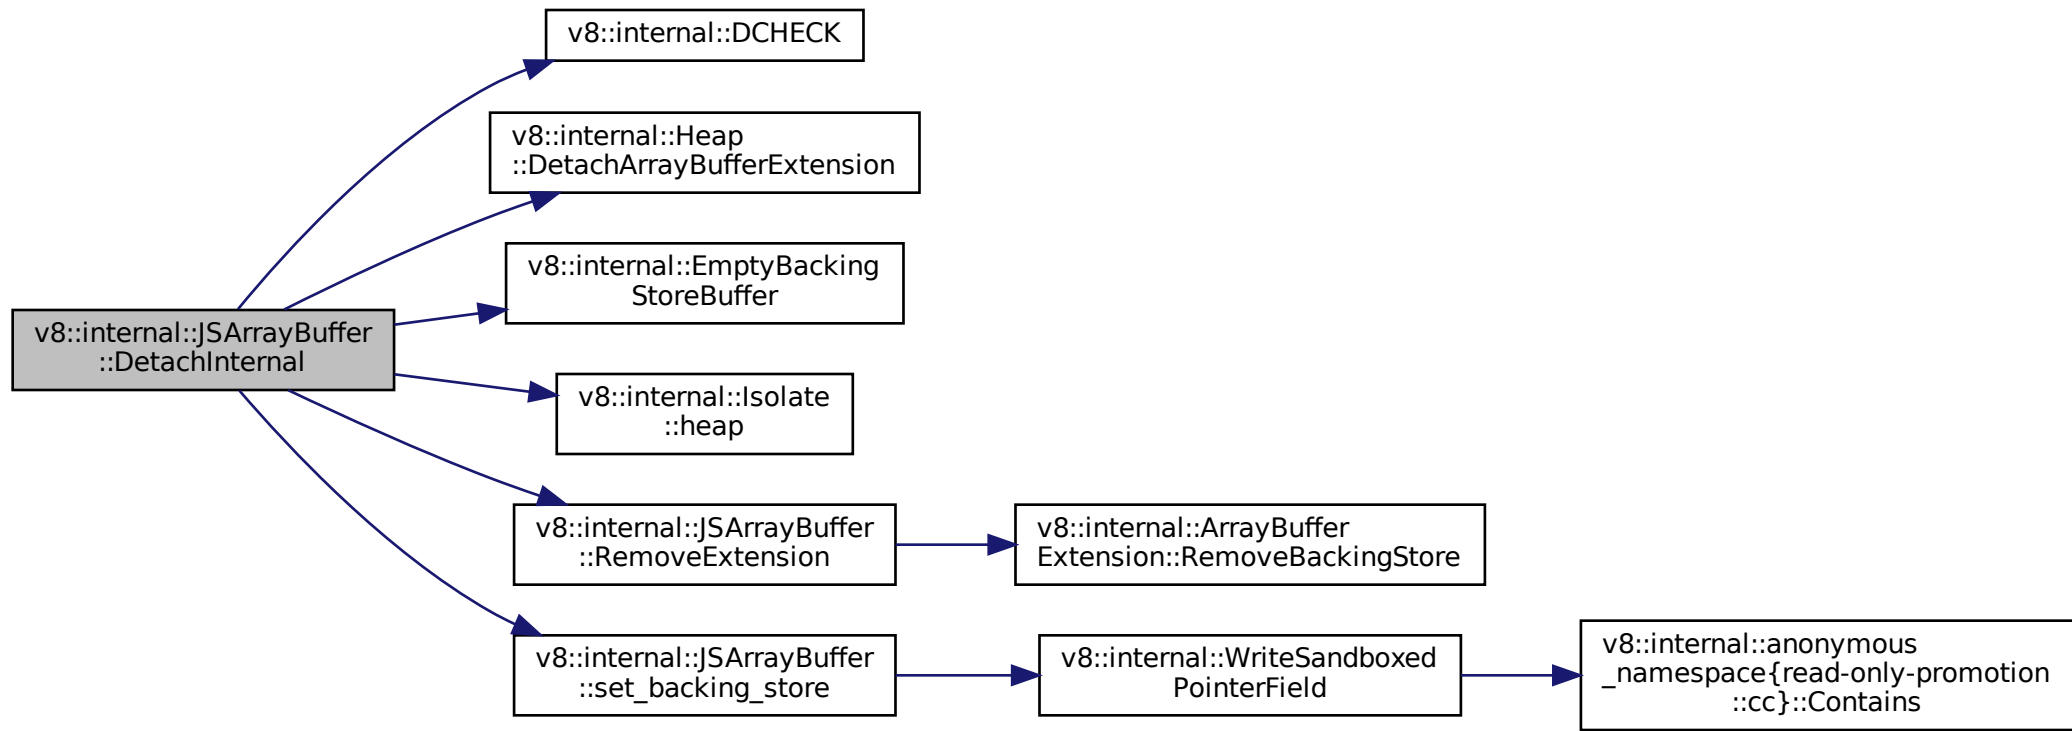 v8::internal::DCHECK
v8::internal::Heap
::DetachArrayBufferExtension
v8::internal::EmptyBacking
StoreBuffer
v8::internal::JSArrayBuffer
::DetachInternal
v8::internal::Isolate
::heap
v8::internal::JSArrayBuffer
::RemoveExtension
v8::internal::ArrayBuffer
Extension::RemoveBackingStore
v8::internal::JSArrayBuffer
::set_backing_store
v8::internal::WriteSandboxed
PointerField
v8::internal::anonymous
_namespace{read-only-promotion
::cc}::Contains